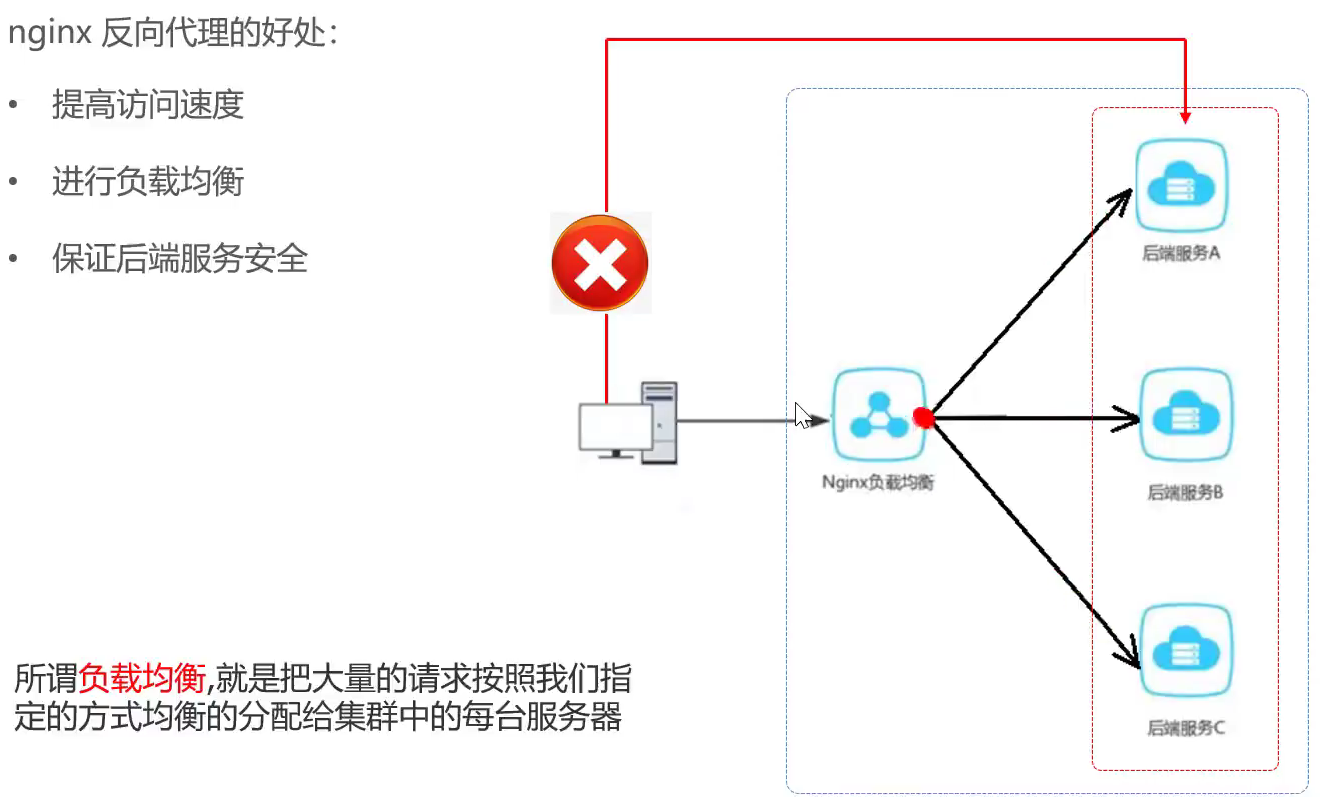 nginx 反向代理的好处：
• 提高访问速度
• 进行负载均衡
• 保证后端服务安全
后端服务A
Nginx负载均衡
后端服务B
后端服务C
所谓负载均衡,就是把大量的请求按照我们指
定的方式均衡的分配给集群中的每台服务器